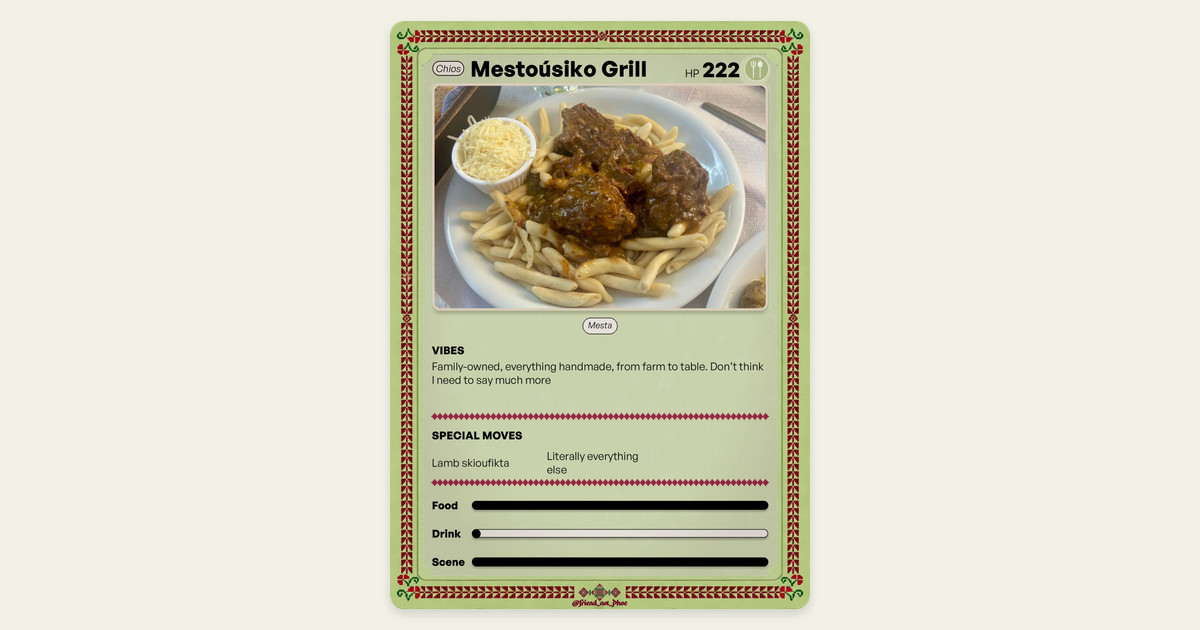 Chios Mestoúsiko Grill HP 222
Mesta
VIBES
Family-owned, everything handmade, from farm to table. Don't think
I need to say much more
SPECIAL MOVES
Lamb skioufikta
Literally everything
else
Food
Drink
Scene
@friend_not_phoe